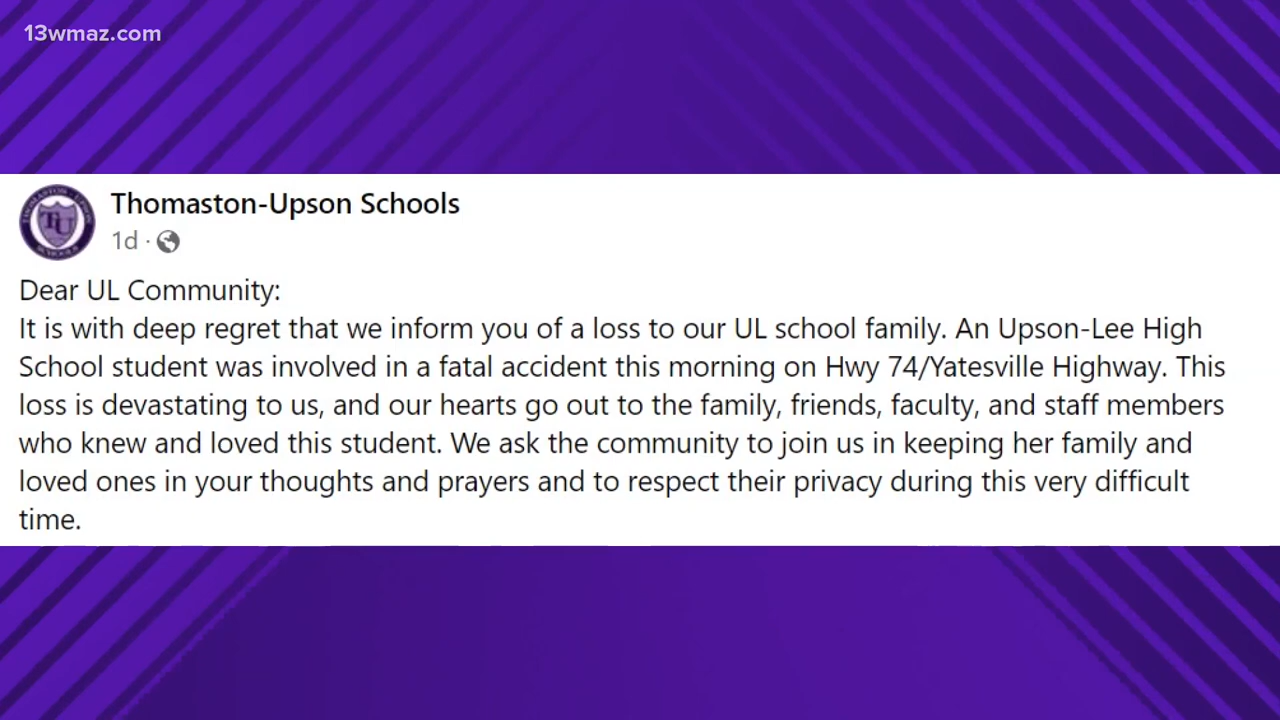 13wmaz.com
Thomaston-Upson Schools
TU
1d ·
Dear UL Community:
It is with deep regret that we inform you of a loss to our UL school family. An Upson-Lee High
School student was involved in a fatal accident this morning on Hwy 74/Yatesville Highway. This
loss is devastating to us, and our hearts go out to the family, friends, faculty, and staff members
who knew and loved this student. We ask the community to join us in keeping her family and
loved ones in your thoughts and prayers and to respect their privacy during this very difficult
time.